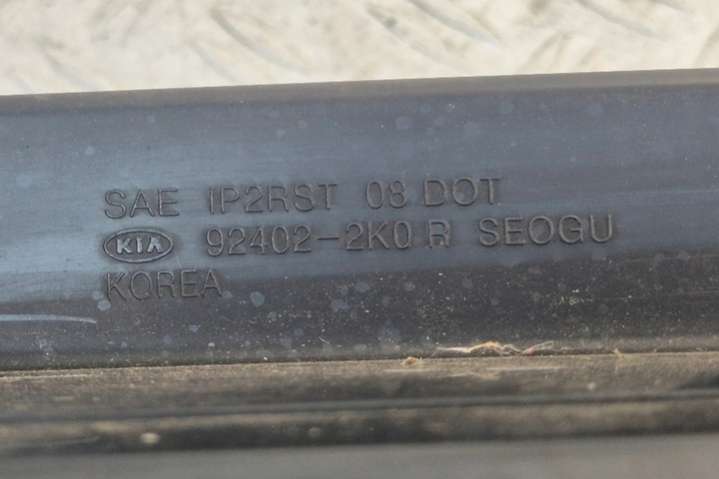 SAE IP2RST 08 DOT
KIA 92402-2K0 R SEOGU
KOREA